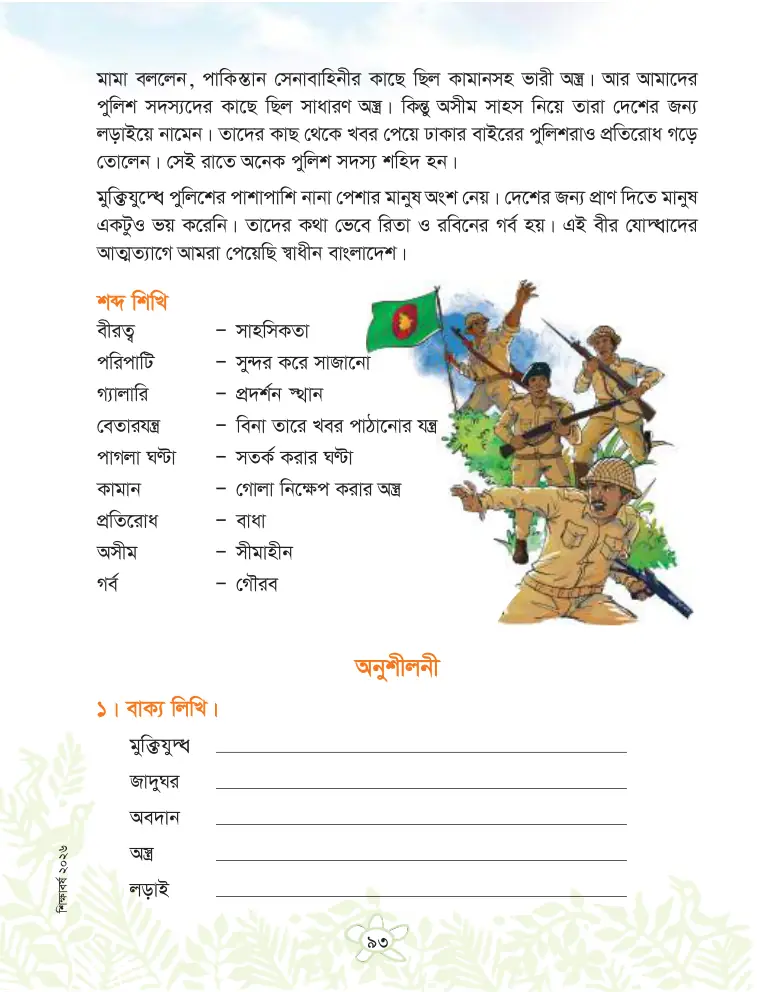 মামা বললেন, পাকিস্তান সেনাবাহিনীর কাছে ছিল কামানসহ ভারী অস্ত্র। আর আমাদের
পুলিশ সদস্যদের কাছে ছিল সাধারণ অস্ত্র। কিন্তু অসীম সাহস নিয়ে তারা দেশের জন্য
লড়াইয়ে নামেন। তাদের কাছ থেকে খবর পেয়ে ঢাকার বাইরের পুলিশরাও প্রতিরোধ গড়ে
তোলেন। সেই রাতে অনেক পুলিশ সদস্য শহিদ হন।
মুক্তিযুদ্ধে পুলিশের পাশাপাশি নানা পেশার মানুষ অংশ নেয়। দেশের জন্য প্রাণ দিতে মানুষ
একটুও ভয় করেনি। তাদের কথা ভেবে রিতা ও রবিনের গর্ব হয়। এই বীর যোদ্ধাদের
আত্মত্যাগে আমরা পেয়েছি স্বাধীন বাংলাদেশ।
শব্দ শিখি
বীরত্ব – সাহসিকতা
পরিপাটি – সুন্দর করে সাজানো
গ্যালারি – প্রদর্শন স্থান
বেতারযন্ত্র – বিনা তারে খবর পাঠানোর যন্ত্র
পাগলা ঘণ্টা – সতর্ক করার ঘণ্টা
কামান – গোলা নিক্ষেপ করার অস্ত্র
প্রতিরোধ – বাধা
অসীম – সীমাহীন
গর্ব – গৌরব
অনুশীলনী
১। বাক্য লিখি।
মুক্তিযুদ্ধ
জাদুঘর
অবদান
অস্ত্র
লড়াই
শিক্ষাবর্ষ ২০২৬
৯৩